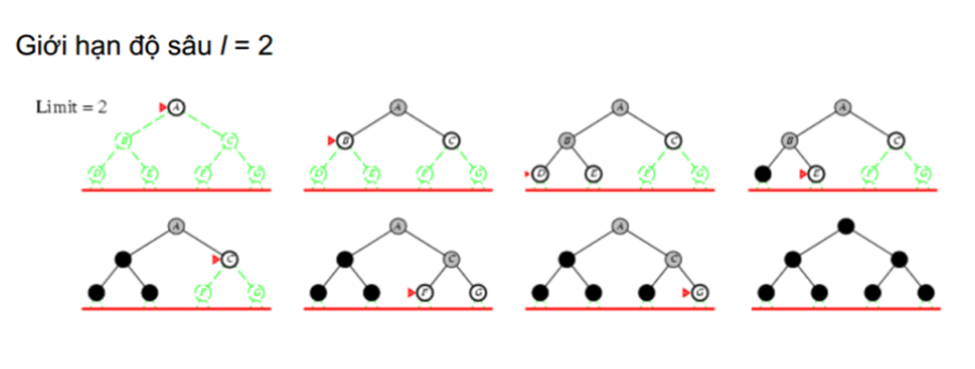 Giới hạn độ sâu l = 2
Limit = 2
A
B C
D E F G
A
B C
D E F G
A
B C
D E F G
A
B C
E F G
A
C
F G
A
C
F G
A
C
G